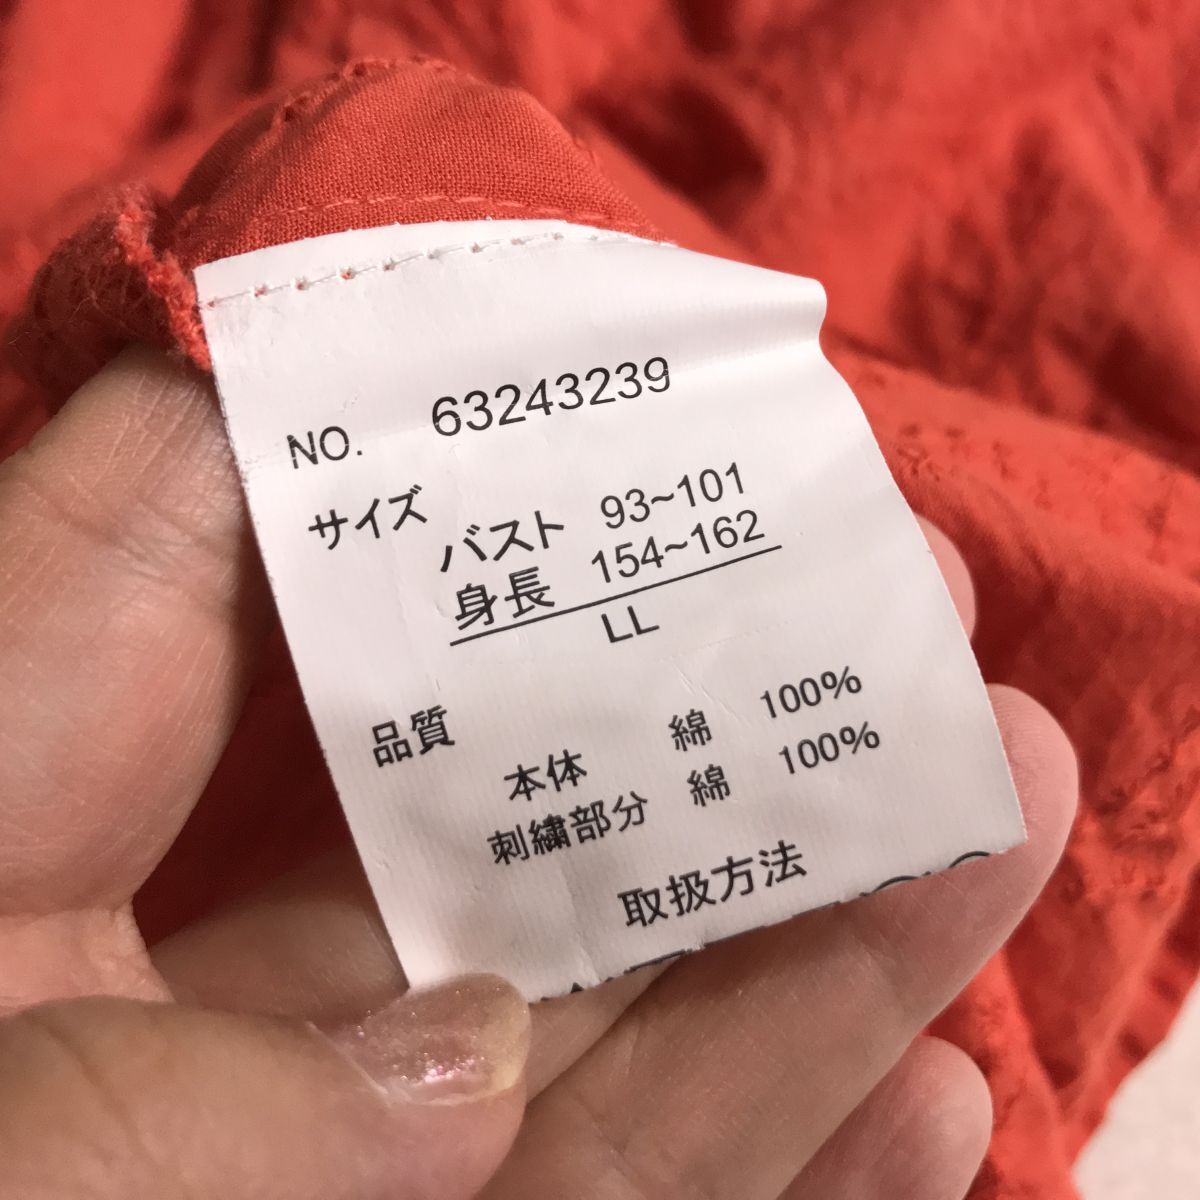 NO. 63243239
サイズ
バスト 93~101
身長 154~162
LL
品質
本体 綿 100%
刺繍部分 綿 100%
取扱方法